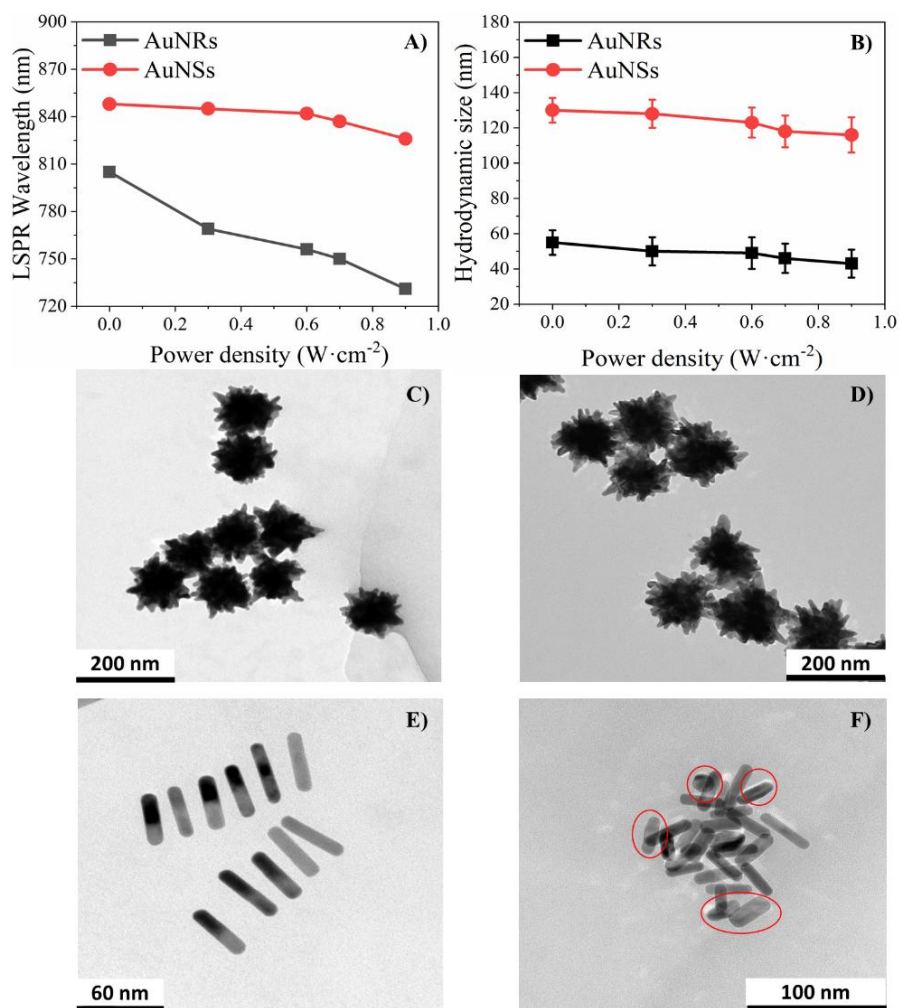 A)
AuNRs
AuNSs
LSPR Wavelength (nm)
900
870
840
810
780
750
720
0.0 0.2 0.4 0.6 0.8 1.0
Power density (W·cm⁻²)
B)
AuNRs
AuNSs
Hydrodynamic size (nm)
180
160
140
120
100
80
60
40
20
0.0 0.2 0.4 0.6 0.8 1.0
Power density (W·cm⁻²)
C)
200 nm
D)
200 nm
E)
60 nm
F)
100 nm